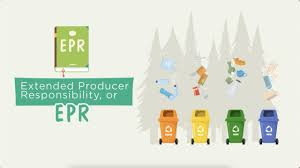 EPR
Extended Producer
Responsibility, or
EPR